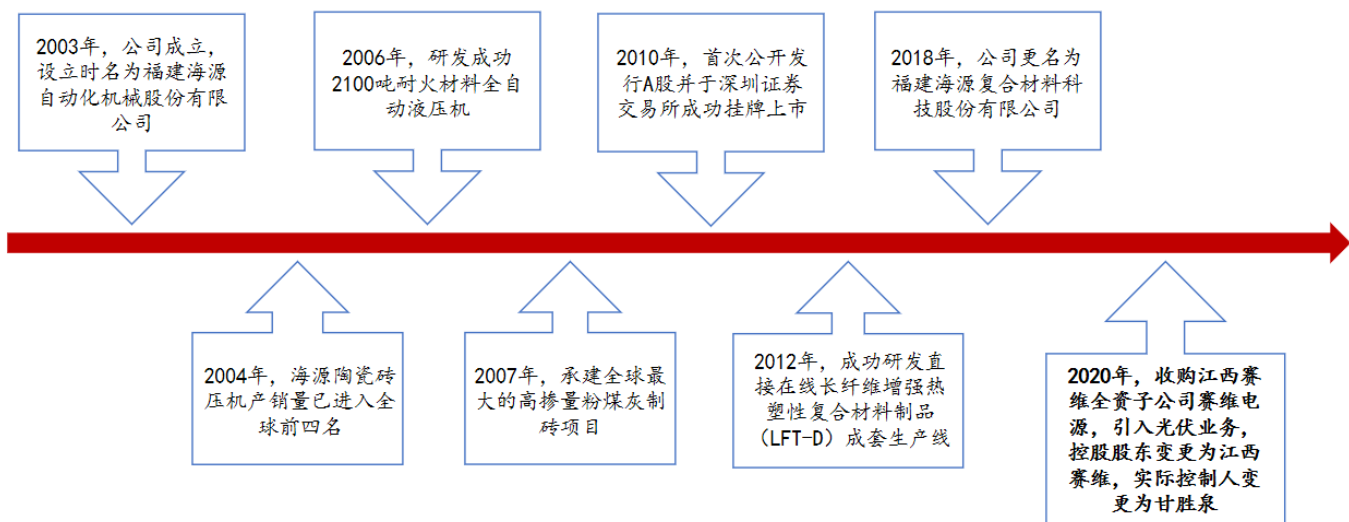 2003年，公司成立，
设立时名为福建海源
自动化机械股份有限
公司
2006年，研发成功
2100吨耐火材料全自
动液压机
2010年，首次公开发
行A股并于深圳证券
交易所成功挂牌上市
2018年，公司更名为
福建海源复合材料科
技股份有限公司
2004年，海源陶瓷砖
压机产销量已进入全
球前四名
2007年，承建全球最
大的高掺量粉煤灰制
砖项目
2012年，成功研发直
接在线长纤维增强热
塑性复合材料制品
（LFT-D）成套生产线
2020年，收购江西赛
维全资子公司赛维电
源，引入光伏业务，
控股股东变更为江西
赛维，实际控制人变
更为甘胜泉